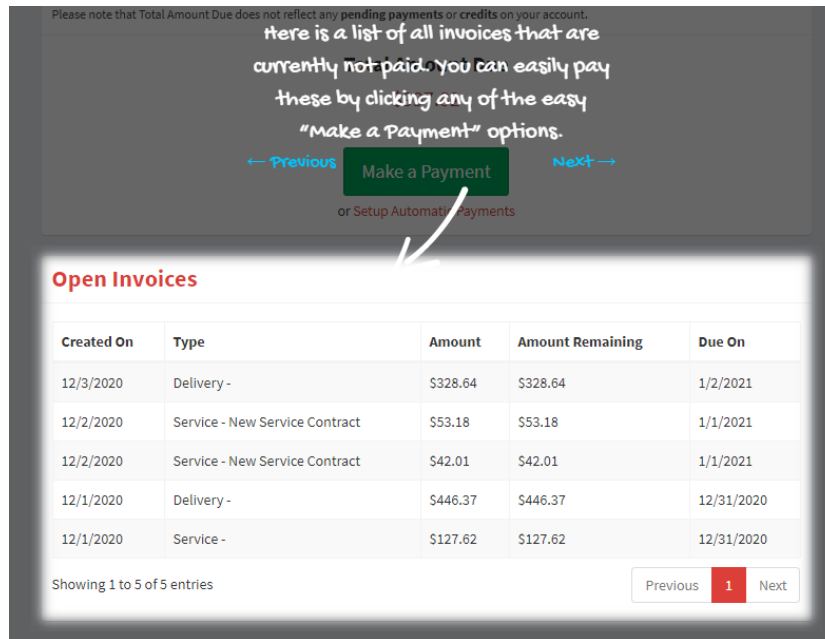 Please note that Total Amount Due does not reflect any pending payments or credits on your account.
Here is a list of all invoices that are
currently not paid. You can easily pay
these by clicking any of the easy
"Make a Payment" options.
← Previous
Next →
Make a Payment
or Setup Automatic Payments
Open Invoices
Created On Type Amount Amount Remaining Due On
12/3/2020 Delivery - $328.64 $328.64 1/2/2021
12/2/2020 Service - New Service Contract $53.18 $53.18 1/1/2021
12/2/2020 Service - New Service Contract $42.01 $42.01 1/1/2021
12/1/2020 Delivery - $446.37 $446.37 12/31/2020
12/1/2020 Service - $127.62 $127.62 12/31/2020
Showing 1 to 5 of 5 entries
Previous 1 Next